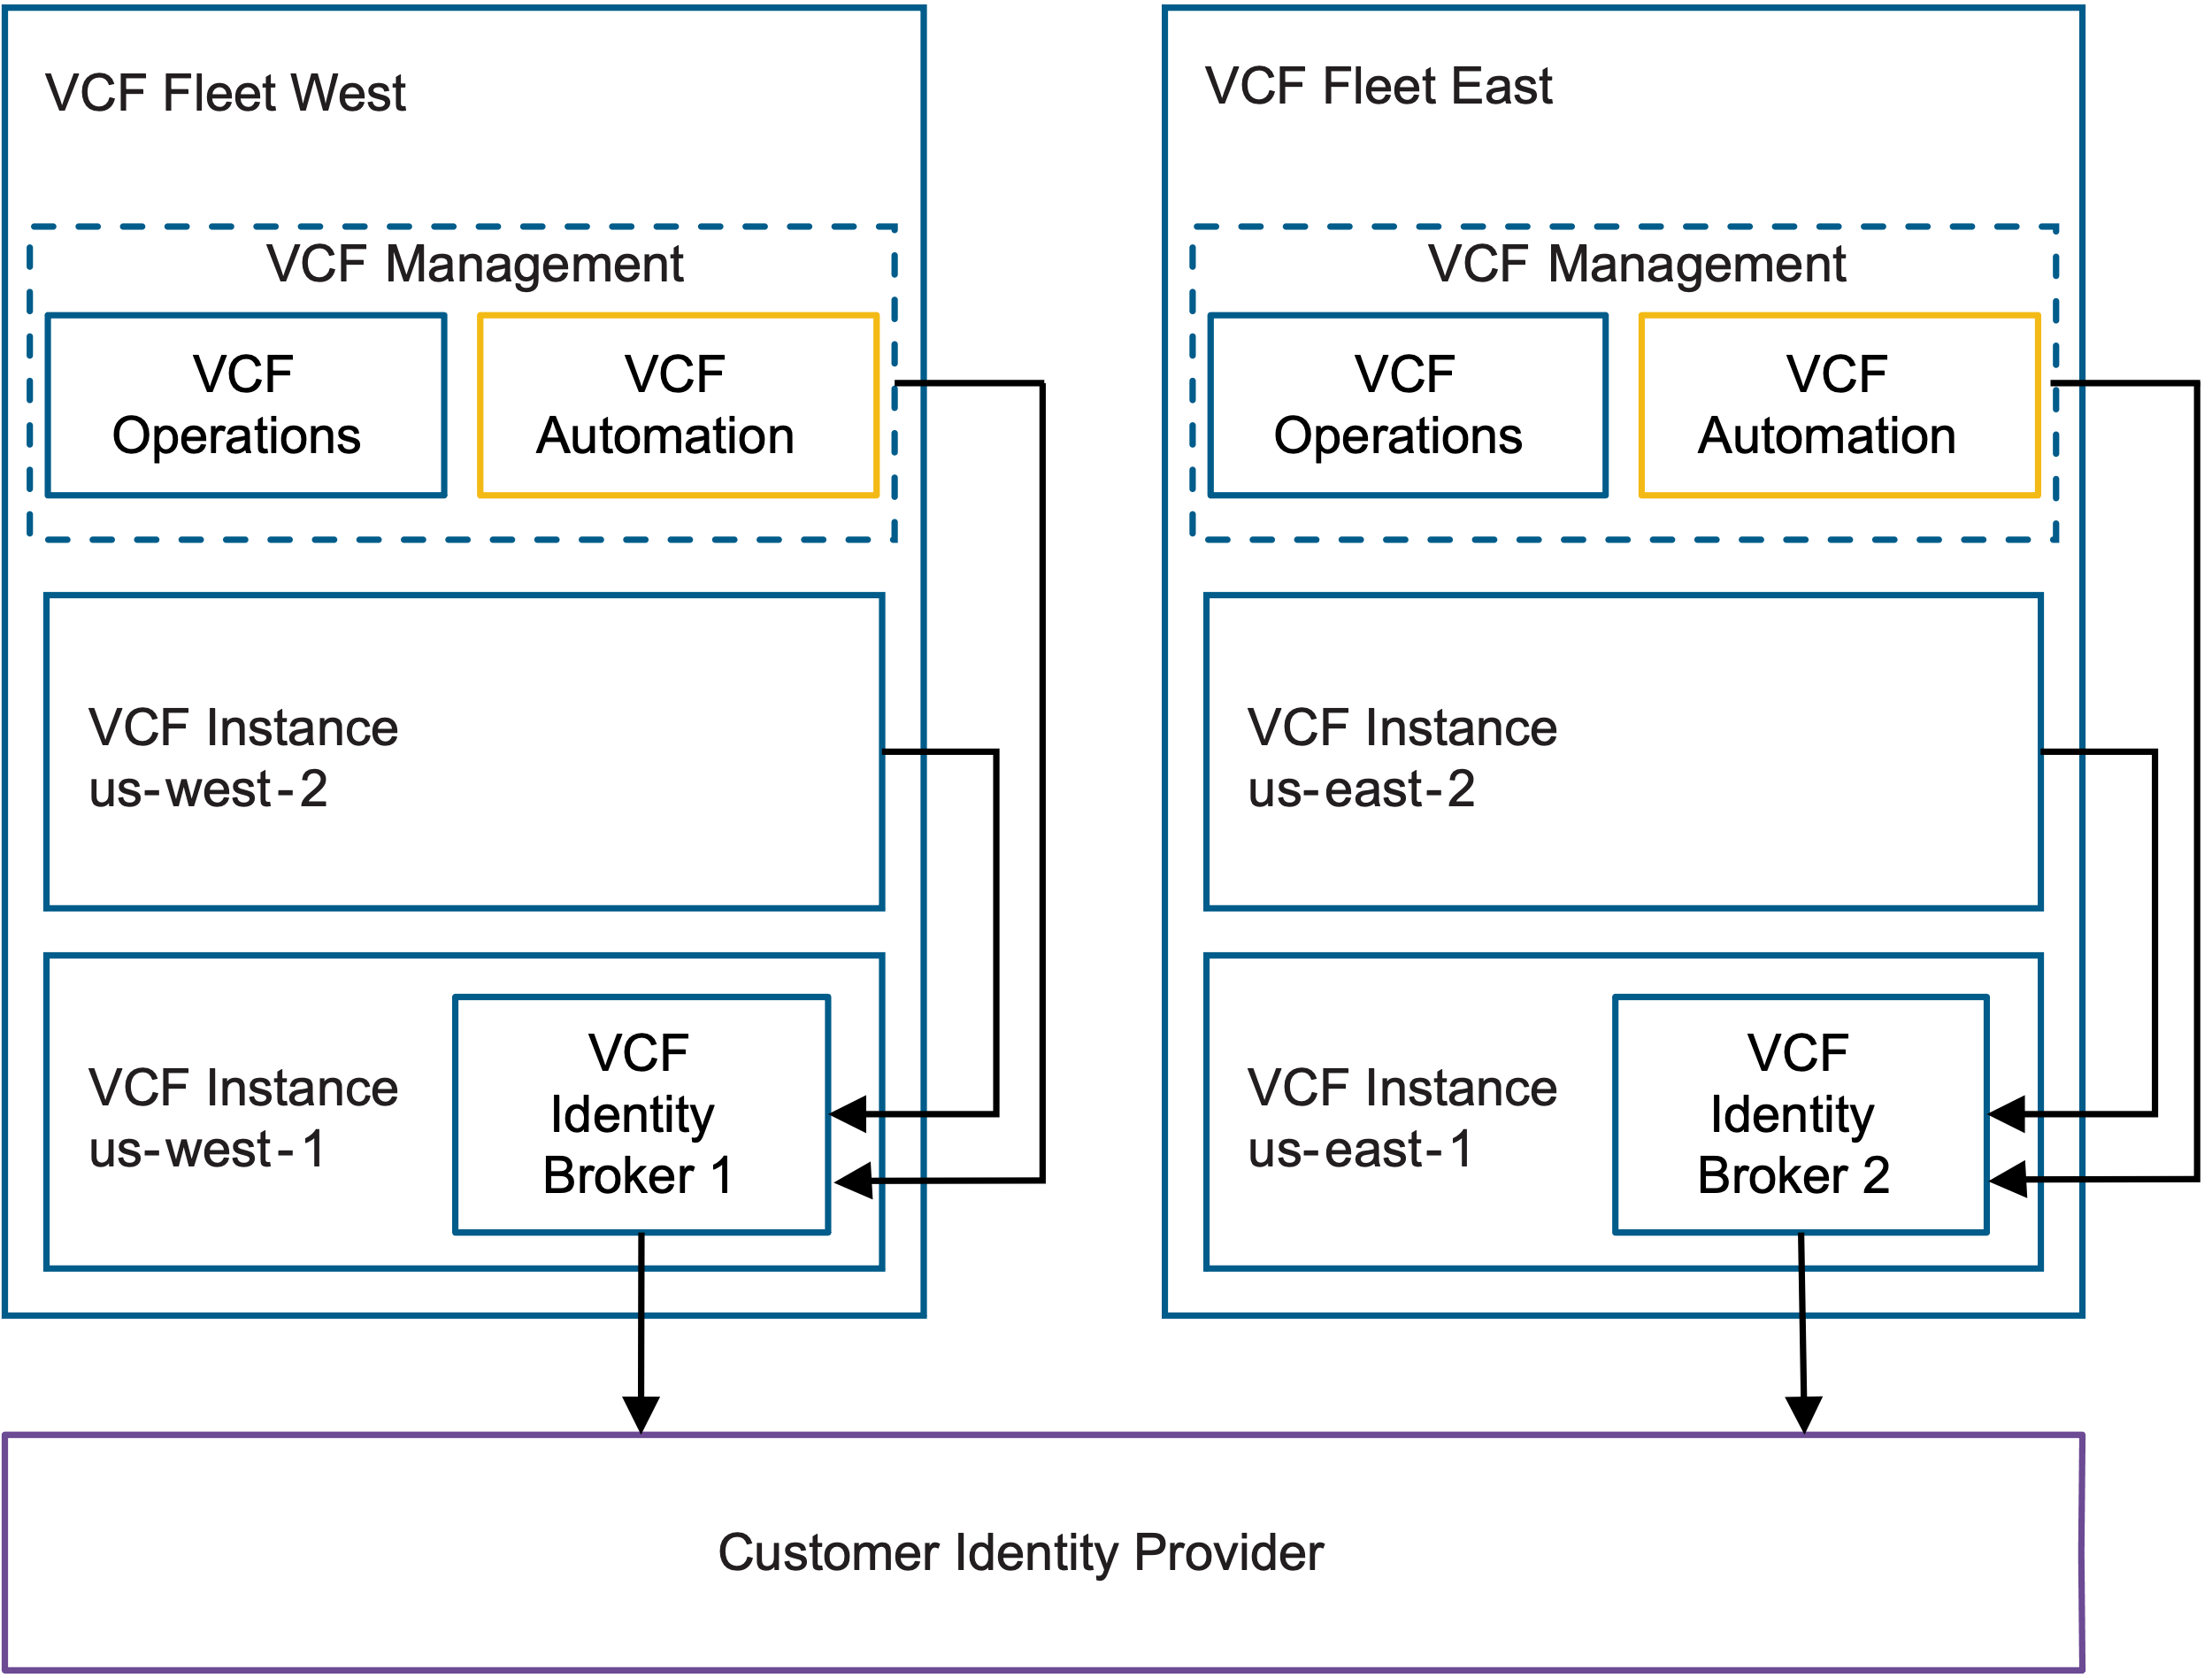 VCF Fleet West
VCF Management
VCF
Operations
VCF
Automation
VCF Instance
us-west-2
VCF Instance
us-west-1
VCF
Identity
Broker 1
VCF Fleet East
VCF Management
VCF
Operations
VCF
Automation
VCF Instance
us-east-2
VCF Instance
us-east-1
VCF
Identity
Broker 2
Customer Identity Provider